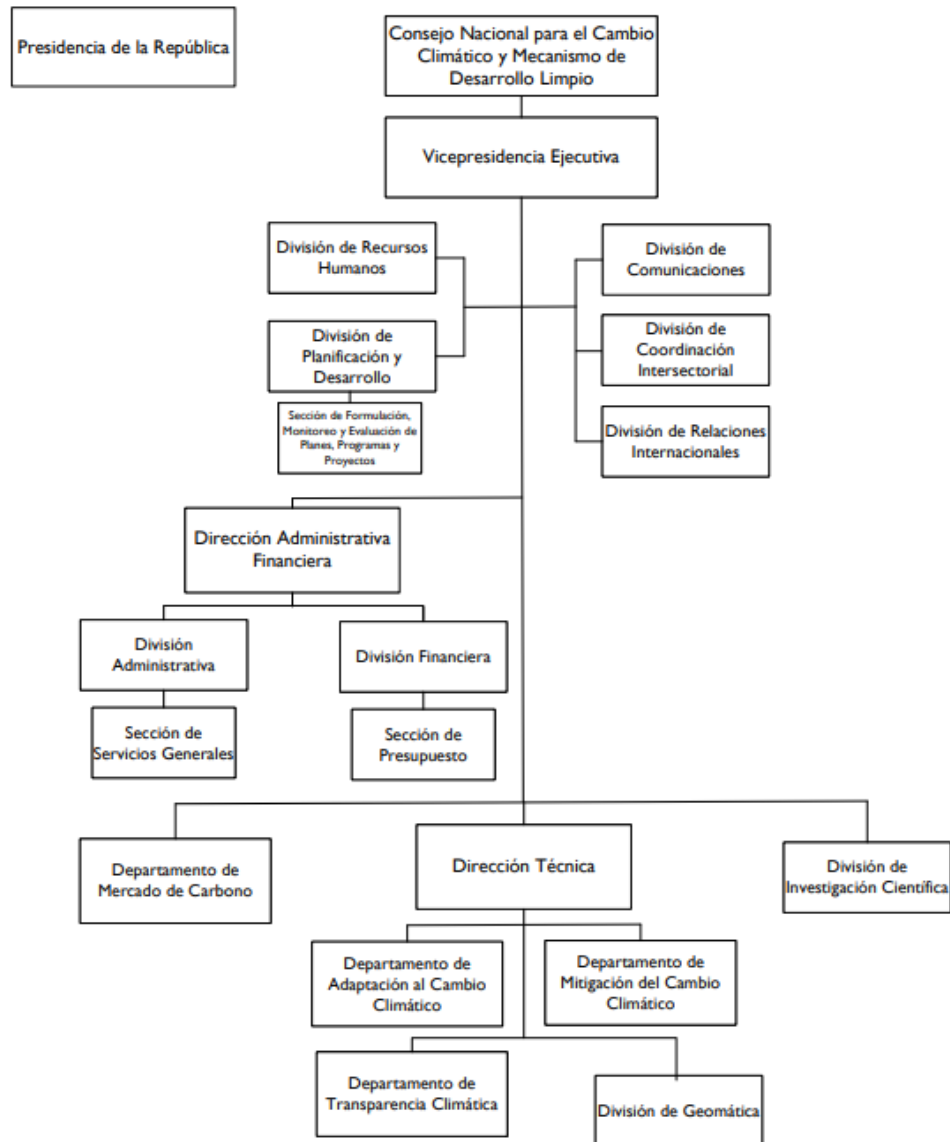 Presidencia de la República
Consejo Nacional para el Cambio
Climático y Mecanismo de
Desarrollo Limpio
Vicepresidencia Ejecutiva
División de Recursos
Humanos
División de
Comunicaciones
División de
Planificación y
Desarrollo
División de
Coordinación
Intersectorial
Sección de Formulación,
Monitoreo y Evaluación de
Planes, Programas y
Proyectos
División de Relaciones
Internacionales
Dirección Administrativa
Financiera
División
Administrativa
División Financiera
Sección de
Servicios Generales
Sección de
Presupuesto
Departamento de
Mercado de Carbono
Dirección Técnica
División de
Investigación Científica
Departamento de
Adaptación al Cambio
Climático
Departamento de
Mitigación del Cambio
Climático
Departamento de
Transparencia Climática
División de Geomática